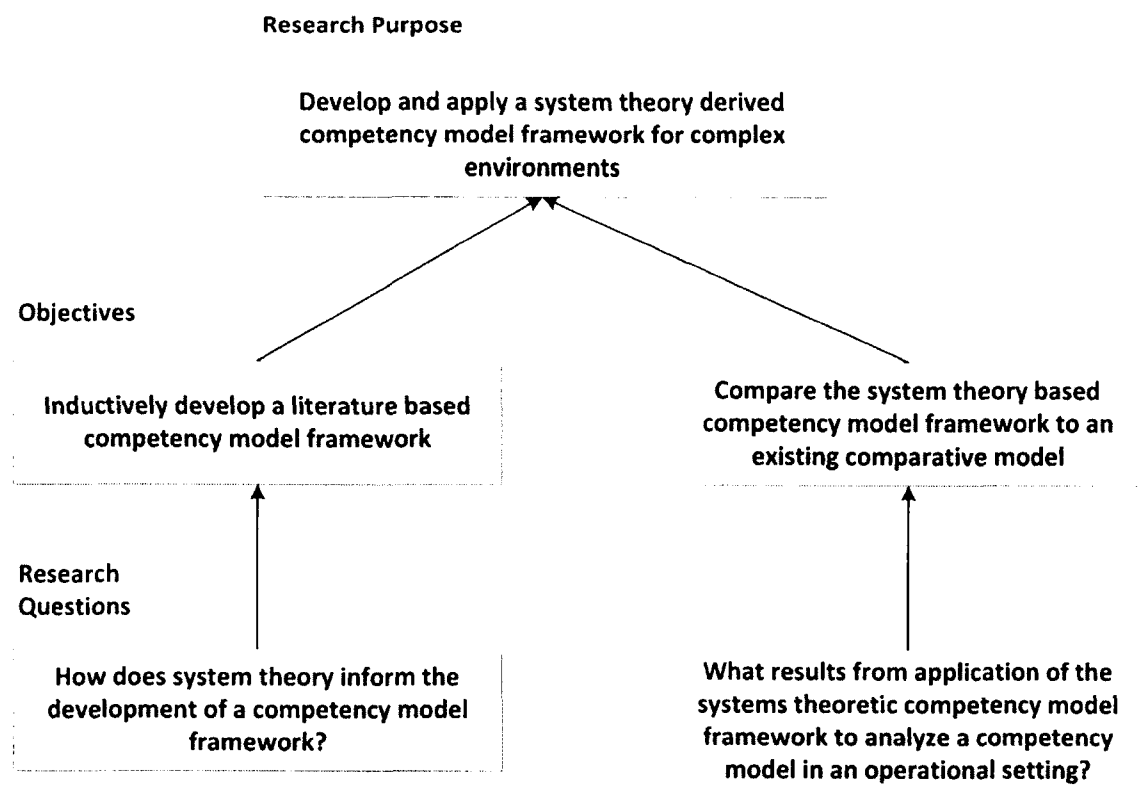 Research Purpose
Develop and apply a system theory derived
competency model framework for complex
environments
Objectives
Inductively develop a literature based
competency model framework
Compare the system theory based
competency model framework to an
existing comparative model
Research
Questions
How does system theory inform the
development of a competency model
framework?
What results from application of the
systems theoretic competency model
framework to analyze a competency
model in an operational setting?